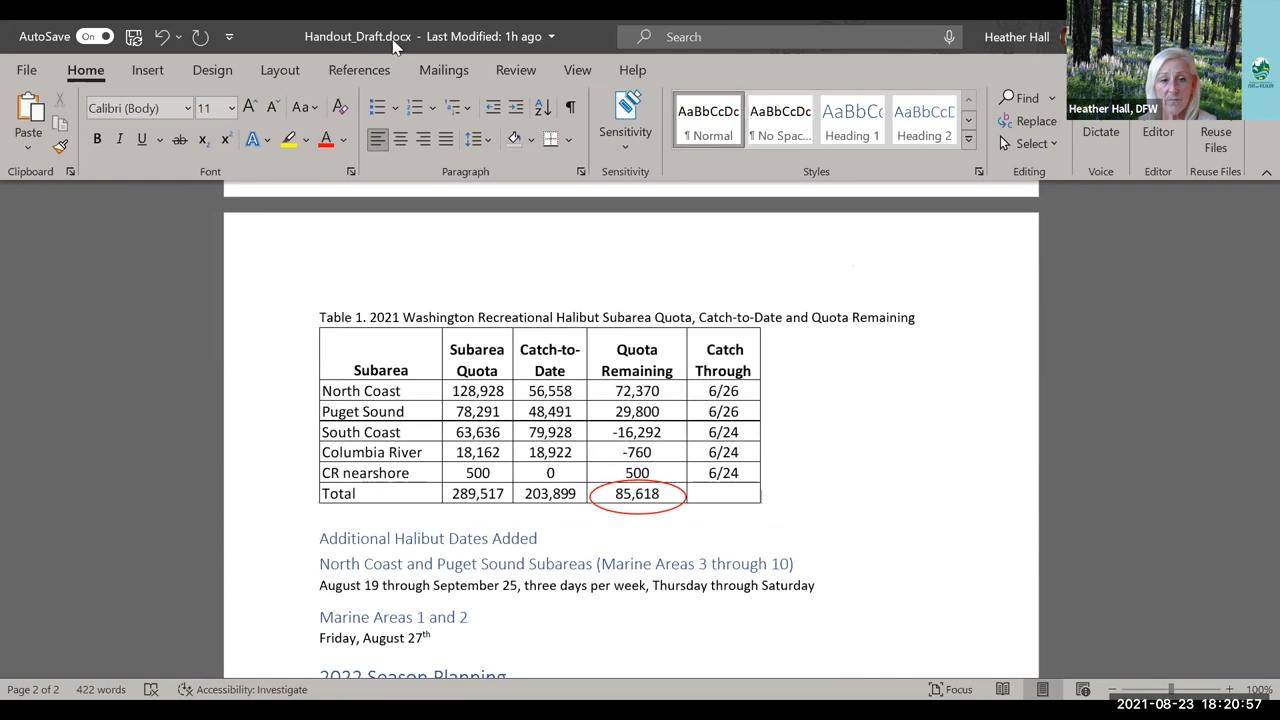 AutoSave On Handout_Draft.docx - Last Modified: 1h ago Search Heather Hall
File Home Insert Design Layout References Mailings Review View Help
Heather Hall, DFW
Calibri (Body) 11 Aa
Paste
Clipboard
Font
Paragraph
Sensitivity
Sensitivity
AaBbCcDc AaBbCcDc AaBbCc AaBbCcDc
¶ Normal ¶ No Spac... Heading 1 Heading 2
Styles
Find
Replace
Select
Editing
Dictate
Voice
Editor
Editor
Reuse
Files
Reuse Files
Table 1. 2021 Washington Recreational Halibut Subarea Quota, Catch-to-Date and Quota Remaining
Subarea Subarea Quota Catch-to-Date Quota Remaining Catch Through
North Coast 128,928 56,558 72,370 6/26
Puget Sound 78,291 48,491 29,800 6/26
South Coast 63,636 79,928 -16,292 6/24
Columbia River 18,162 18,922 -760 6/24
CR nearshore 500 0 500 6/24
Total 289,517 203,899 85,618
Additional Halibut Dates Added
North Coast and Puget Sound Subareas (Marine Areas 3 through 10)
August 19 through September 25, three days per week, Thursday through Saturday
Marine Areas 1 and 2
Friday, August 27th
2022 Season Planning
Page 2 of 2 422 words Accessibility: Investigate Focus 100%
2021-08-23 18:20:57